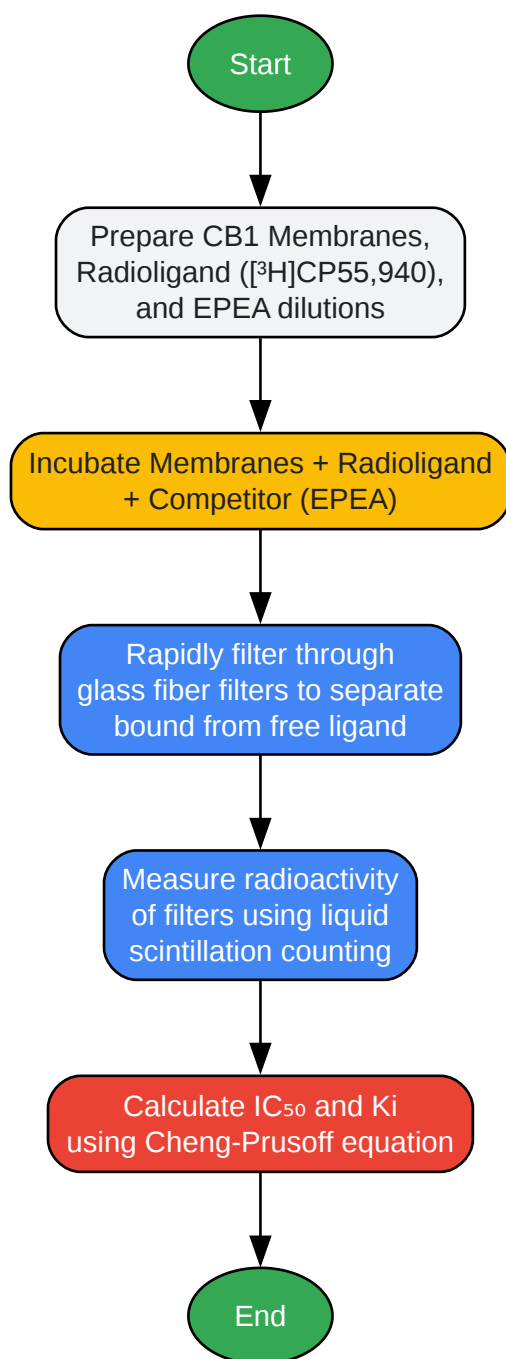 Start
Prepare CB1 Membranes,
Radioligand ([³H]CP55,940),
and EPEA dilutions
Incubate Membranes + Radioligand
+ Competitor (EPEA)
Rapidly filter through
glass fiber filters to separate
bound from free ligand
Measure radioactivity
of filters using liquid
scintillation counting
Calculate IC₅₀ and Ki
using Cheng-Prusoff equation
End